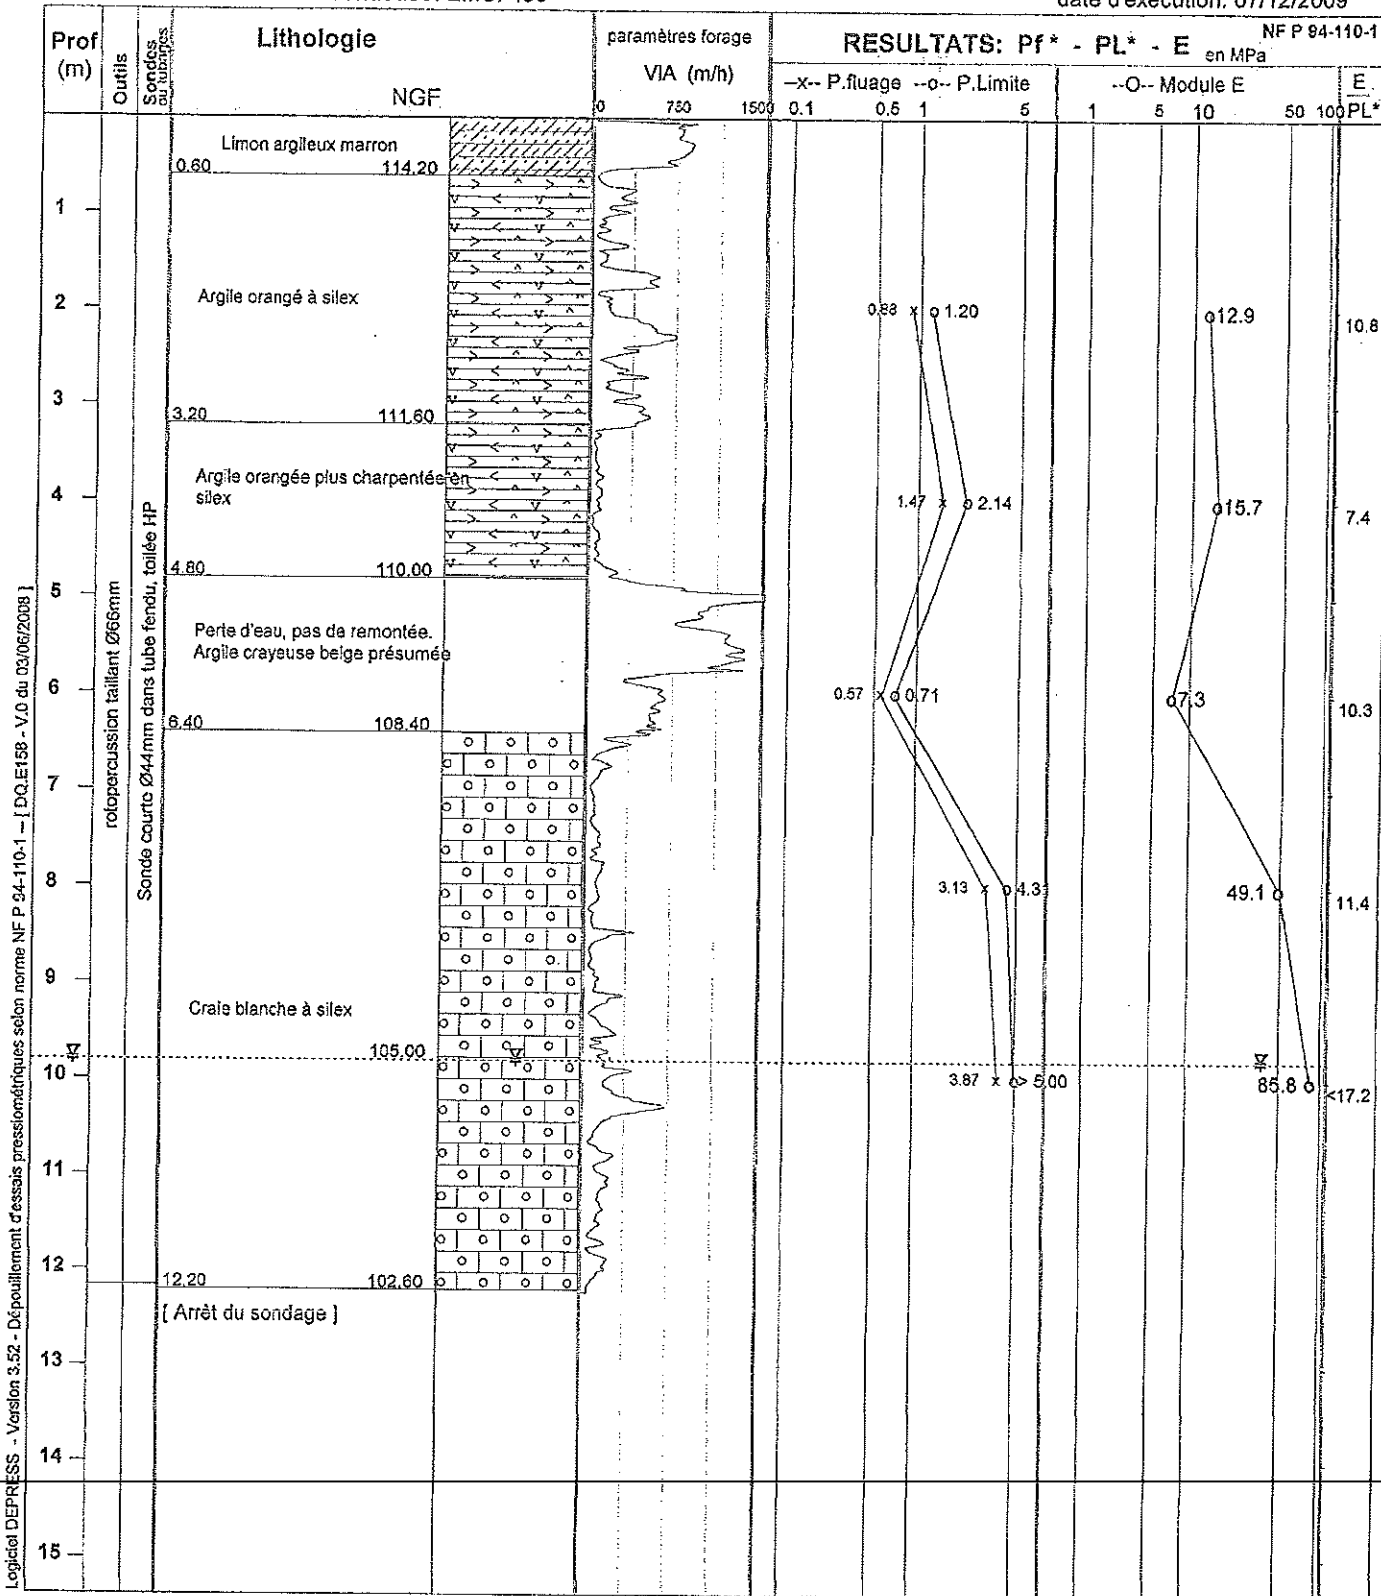 date d'exécution: 07/12/2009
Prof
(m)
Outils
Sondes
ou tubages
Lithologie
NGF
paramètres forage
VIA (m/h)
0 750 1500
RESULTATS: Pf* - PL* - E en MPa
NF P 94-110-1
--x-- P.fluage --o-- P.Limite
0.1 0.5 1 5
--O-- Module E
1 5 10 50 100
E
PL*
Limon argileux marron
0.60 114.20
1
Argile orangé à silex
2
0.88 1.20 12.9 10.8
3
3.20 111.60
Argile orangée plus charpentée en
silex
4
1.47 2.14 15.7 7.4
4.80 110.00
5
Perte d'eau, pas de remontée.
Argile crayeuse beige présumée
6
0.57 0.71 7.3 10.3
6.40 108.40
7
8
3.13 4.31 49.1 11.4
9
Craie blanche à silex
105.00
10
3.87 > 5.00 85.8 <17.2
11
12
12.20 102.60
[ Arrêt du sondage ]
13
14
15
rotopercussion taillant Ø66mm
Sonde courte Ø44mm dans tube fendu, toilée HP
Logiciel DEPRESS - Version 3.52 - Dépouillement d'essais pressiométriques selon norme NF P 94-110-1 -- [ DQ.E158 - V.0 du 03/06/2008 ]